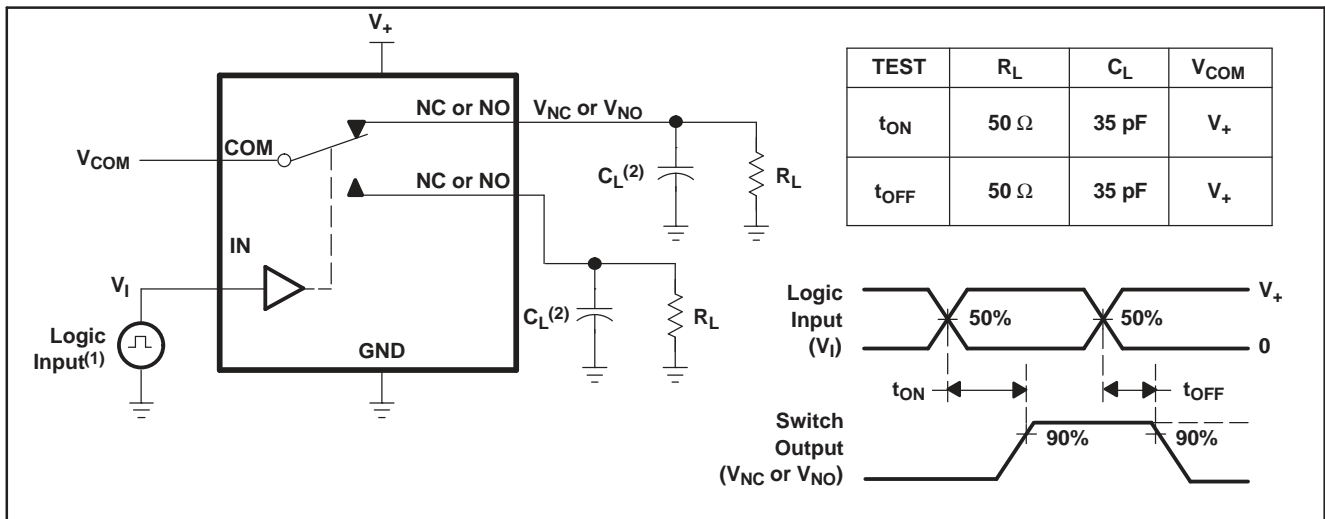 V+
NC or NO
VNC or VNO
VCOM
COM
CL(2)
RL
NC or NO
IN
VI
CL(2)
RL
Logic
Input(1)
GND
TEST RL CL VCOM
tON 50 Ω 35 pF V+
tOFF 50 Ω 35 pF V+
Logic
Input
(VI)
50%
50%
V+
0
tON
tOFF
Switch
Output
(VNC or VNO)
90%
90%